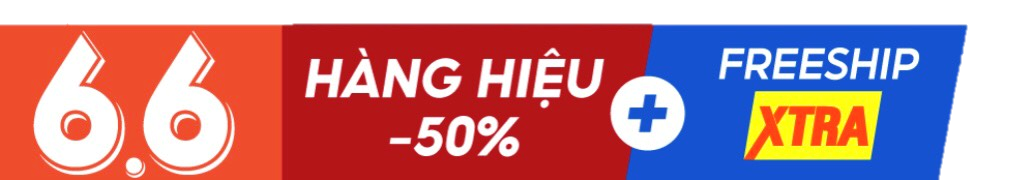 6.6
HÀNG HIỆU
-50%
+
FREESHIP
XTRA